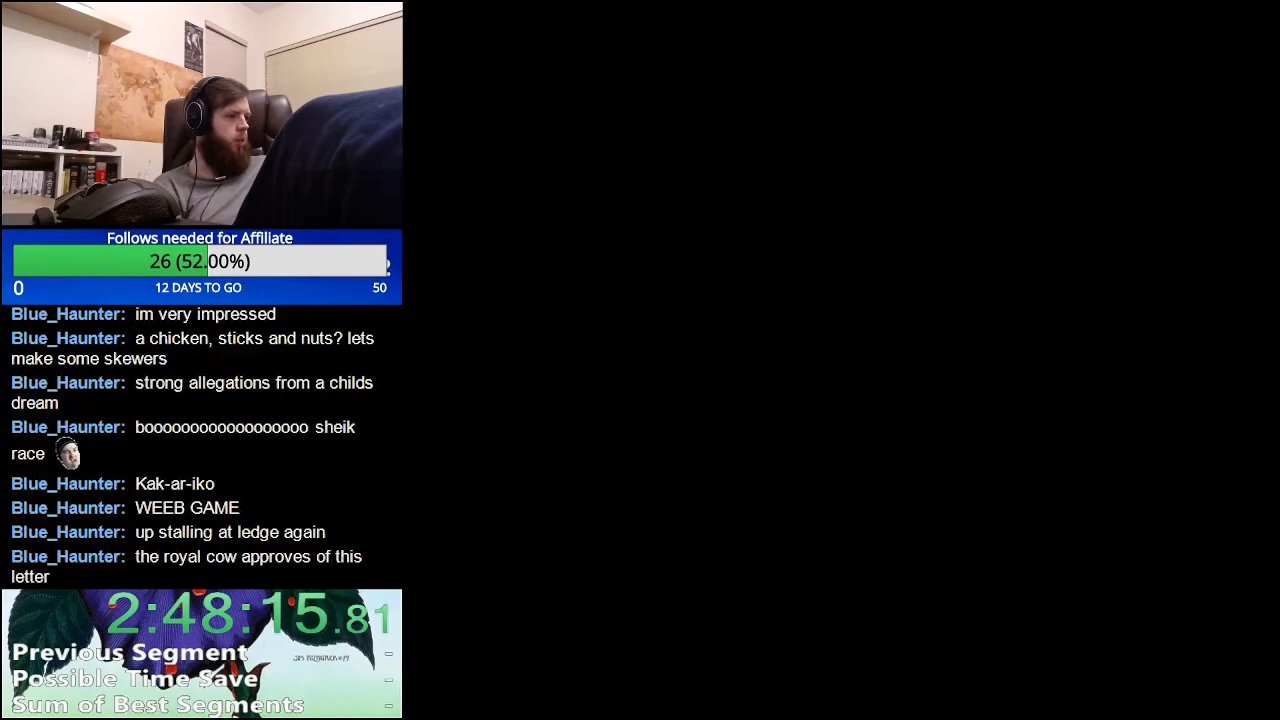 Follows needed for Affiliate
26 (52.00%)
0
12 DAYS TO GO
50
Blue_Haunter: im very impressed
Blue_Haunter: a chicken, sticks and nuts? lets
make some skewers
Blue_Haunter: strong allegations from a childs
dream
Blue_Haunter: boooooooooooooooooo sheik
race
Blue_Haunter: Kak-ar-iko
Blue_Haunter: WEEB GAME
Blue_Haunter: up stalling at ledge again
Blue_Haunter: the royal cow approves of this
letter
2:48:15.81
Previous Segment -
Possible Time Save -
Sum of Best Segments -